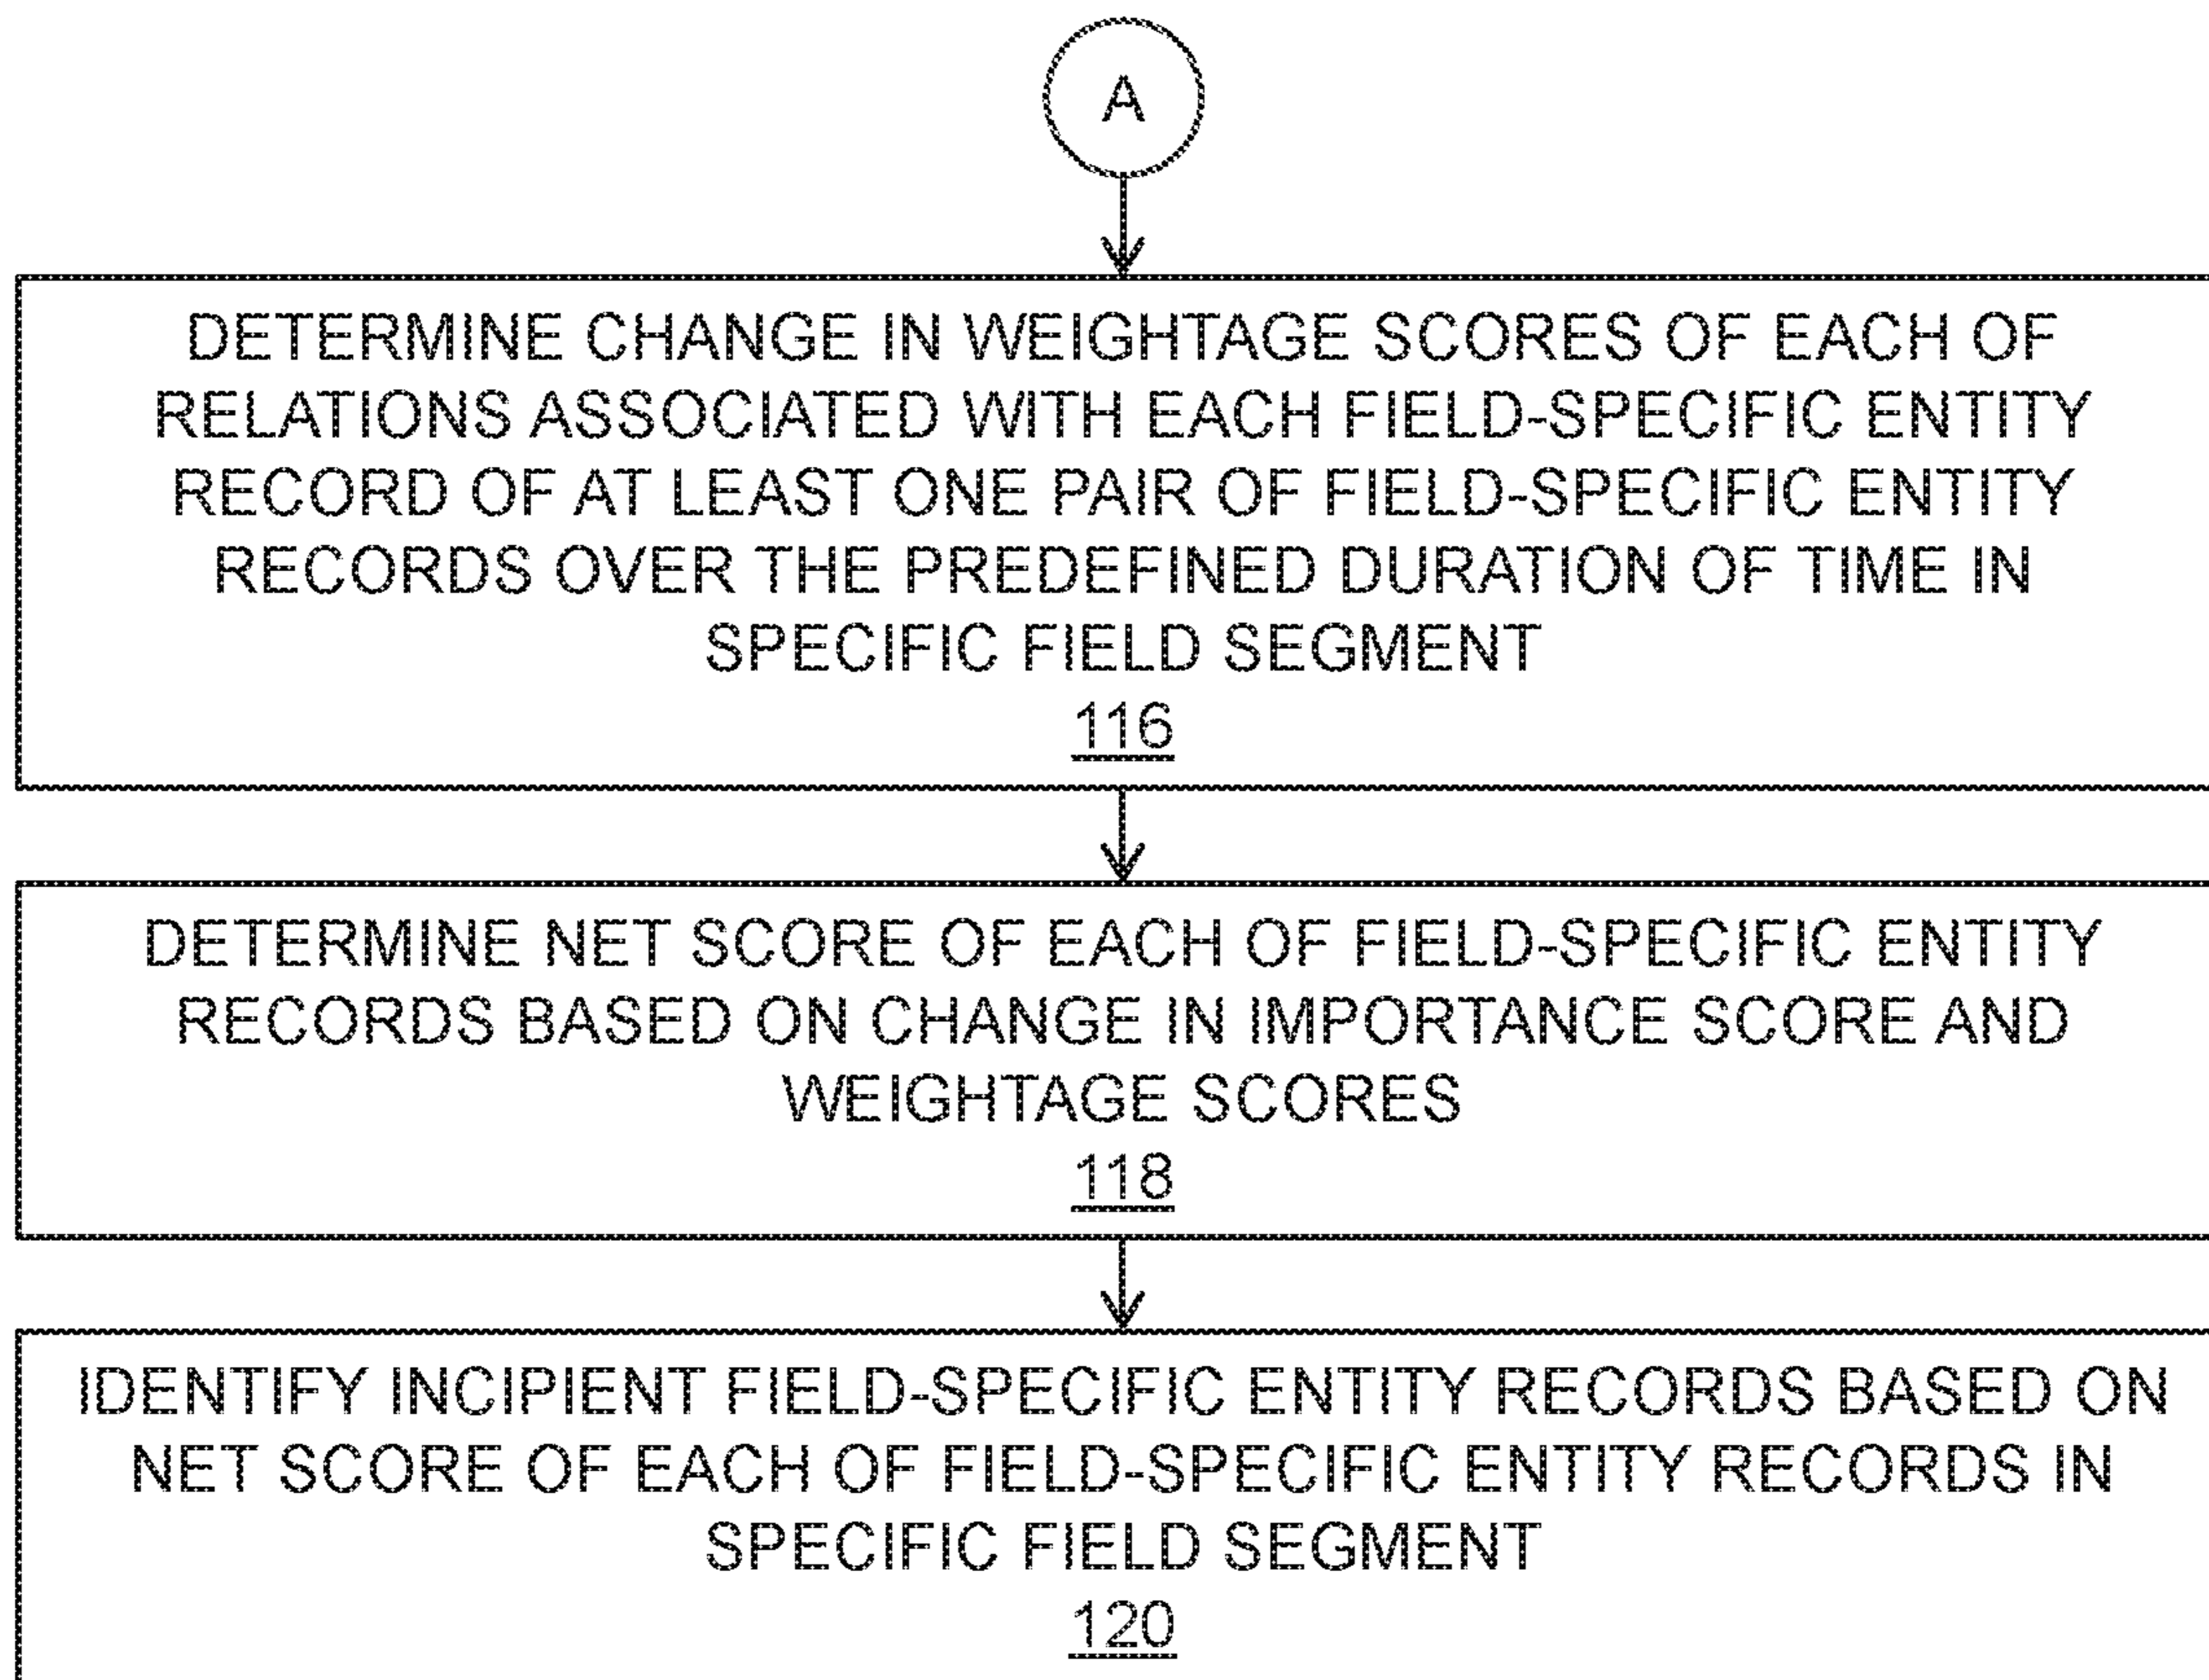 A
DETERMINE CHANGE IN WEIGHTAGE SCORES OF EACH OF
RELATIONS ASSOCIATED WITH EACH FIELD-SPECIFIC ENTITY
RECORD OF AT LEAST ONE PAIR OF FIELD-SPECIFIC ENTITY
RECORDS OVER THE PREDEFINED DURATION OF TIME IN
SPECIFIC FIELD SEGMENT
116
DETERMINE NET SCORE OF EACH OF FIELD-SPECIFIC ENTITY
RECORDS BASED ON CHANGE IN IMPORTANCE SCORE AND
WEIGHTAGE SCORES
118
IDENTIFY INCIPIENT FIELD-SPECIFIC ENTITY RECORDS BASED ON
NET SCORE OF EACH OF FIELD-SPECIFIC ENTITY RECORDS IN
SPECIFIC FIELD SEGMENT
120